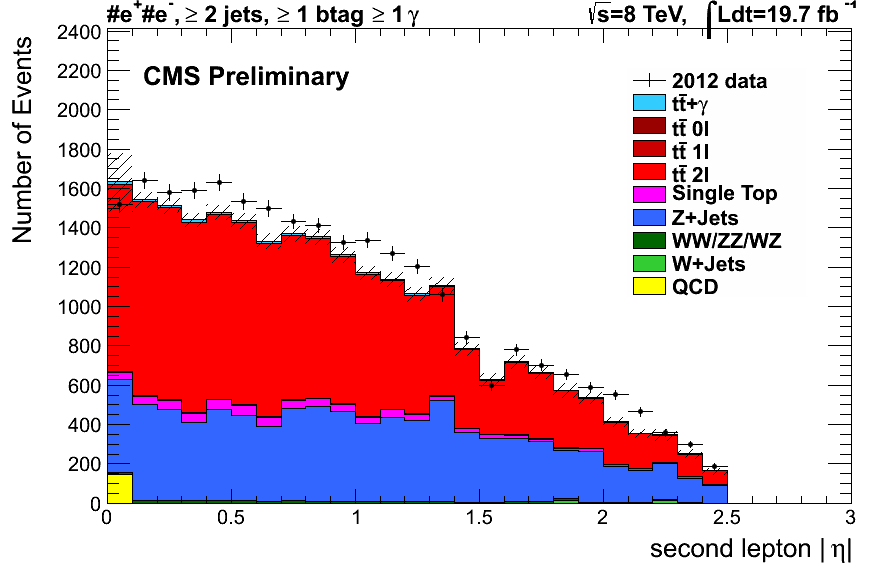 #e⁺#e⁻, ≥ 2 jets, ≥ 1 btag ≥ 1 γ
√s=8 TeV, ∫Ldt=19.7 fb⁻¹
CMS Preliminary
2012 data
tt̄+γ
tt̄ 0l
tt̄ 1l
tt̄ 2l
Single Top
Z+Jets
WW/ZZ/WZ
W+Jets
QCD
Number of Events
2400
2200
2000
1800
1600
1400
1200
1000
800
600
400
200
0
0 0.5 1 1.5 2 2.5 3
second lepton |η|